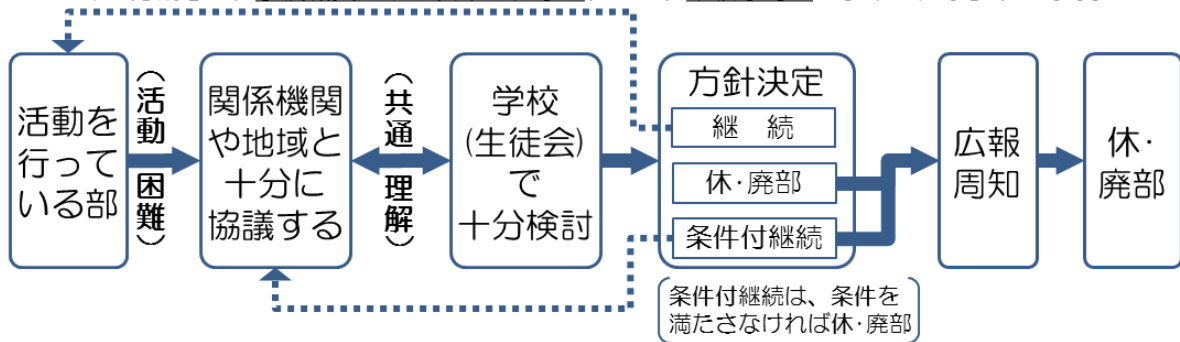 活動を
行って
いる部
（活動困難）
関係機関
や地域と
十分に
協議する
（共通理解）
学校
(生徒会)
で
十分検討
方針決定
継　続
休・廃部
条件付継続
条件付継続は、条件を
満たさなければ休・廃部
広報
周知
休・
廃部